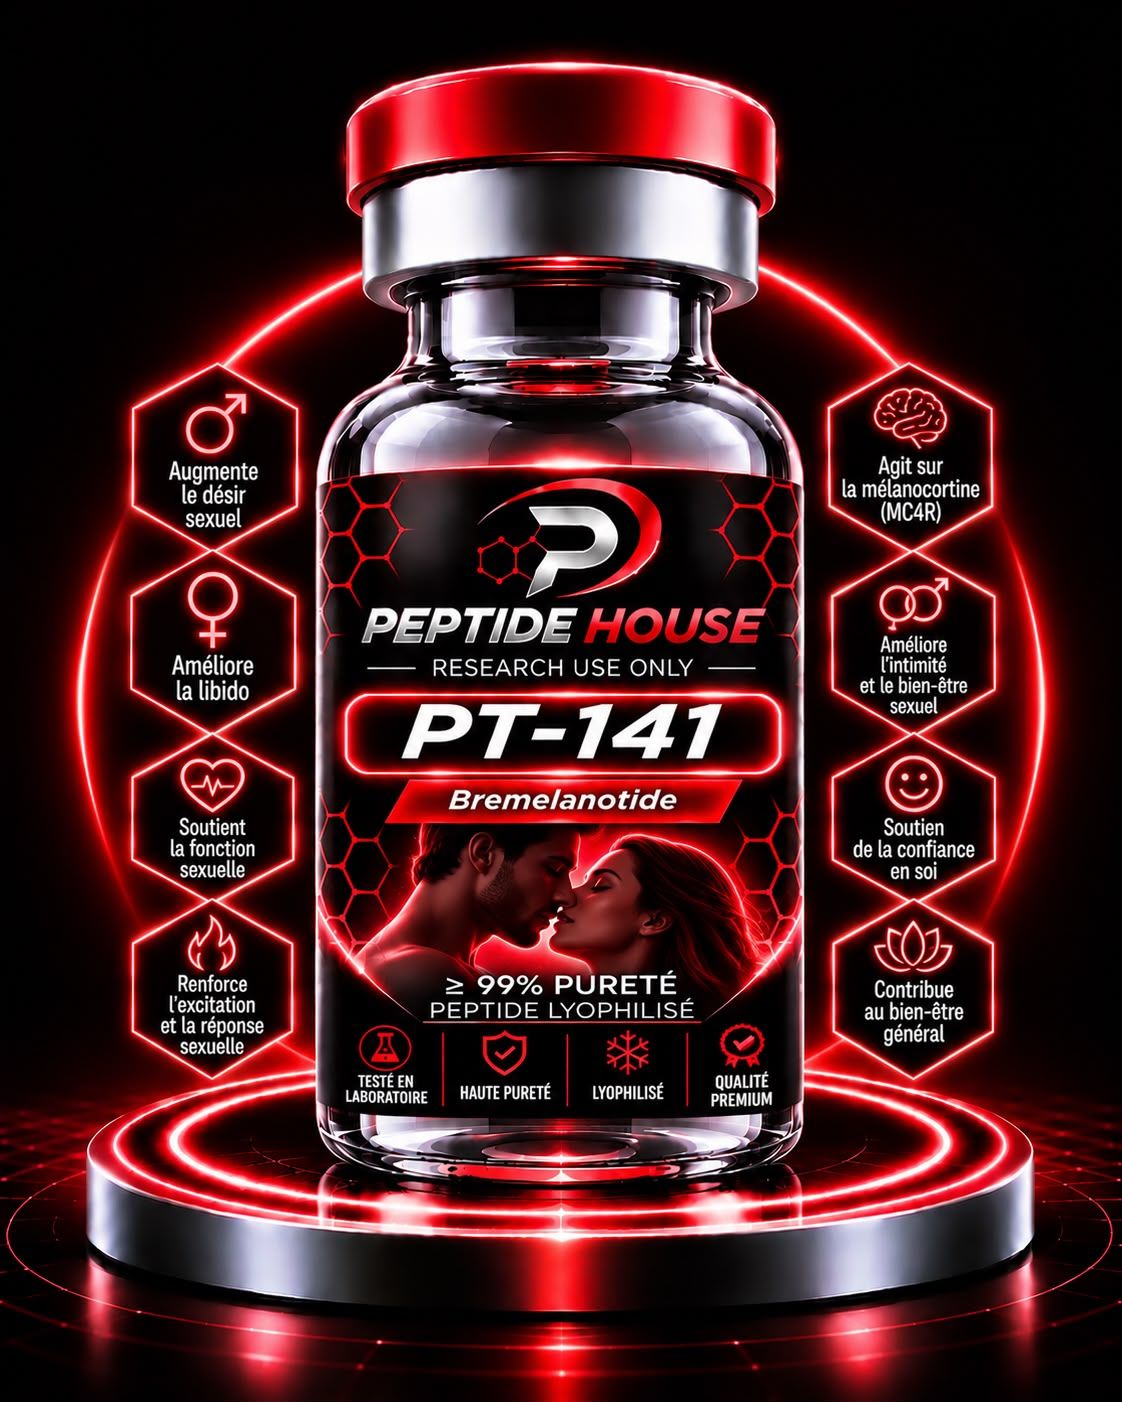 Augmente
le désir
sexuel
Améliore
la libido
Soutient
la fonction
sexuelle
Renforce
l'excitation
et la réponse
sexuelle
P
PEPTIDE HOUSE
RESEARCH USE ONLY
PT-141
Bremelanotide
≥ 99% PURETÉ
PEPTIDE LYOPHILISÉ
TESTÉ EN
LABORATOIRE
HAUTE PURETÉ
LYOPHILISÉ
QUALITÉ
PREMIUM
Agit sur
la mélanocortine
(MC4R)
Améliore
l'intimité
et le bien-être
sexuel
Soutien
de la confiance
en soi
Contribue
au bien-être
général